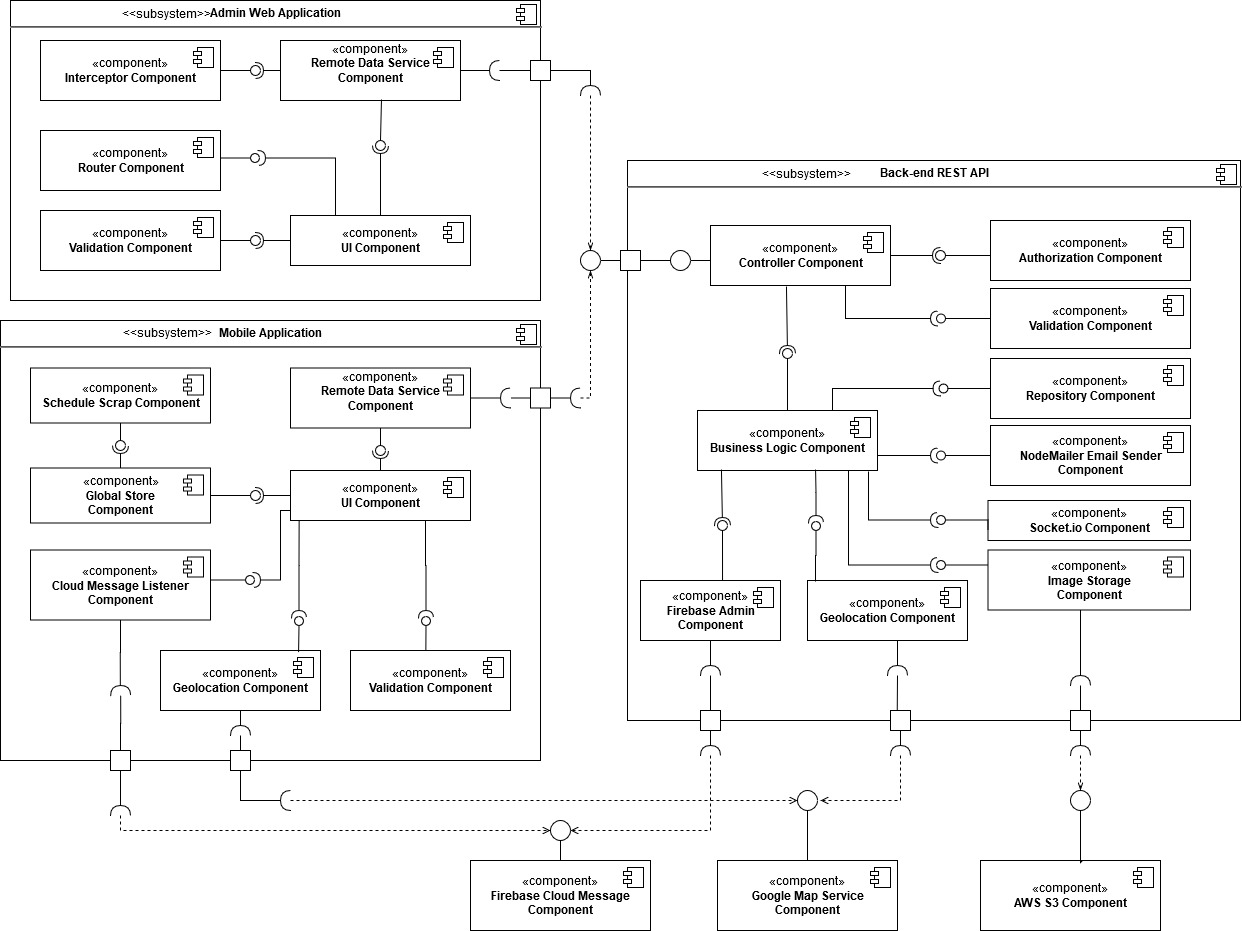 <<subsystem>>Admin Web Application
«component»
Interceptor Component
«component»
Remote Data Service
Component
«component»
Router Component
«component»
Validation Component
«component»
UI Component
<<subsystem>> Mobile Application
«component»
Schedule Scrap Component
«component»
Remote Data Service
Component
«component»
Global Store
Component
«component»
UI Component
«component»
Cloud Message Listener
Component
«component»
Geolocation Component
«component»
Validation Component
<<subsystem>> Back-end REST API
«component»
Controller Component
«component»
Authorization Component
«component»
Validation Component
«component»
Repository Component
«component»
Business Logic Component
«component»
NodeMailer Email Sender
Component
«component»
Socket.io Component
«component»
Image Storage
Component
«component»
Firebase Admin
Component
«component»
Geolocation Component
«component»
Firebase Cloud Message
Component
«component»
Google Map Service
Component
«component»
AWS S3 Component